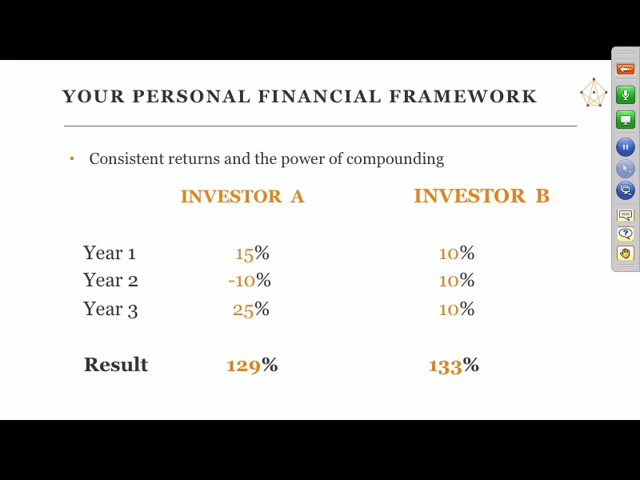 YOUR PERSONAL FINANCIAL FRAMEWORK
• Consistent returns and the power of compounding
INVESTOR A INVESTOR B
Year 1 15% 10%
Year 2 -10% 10%
Year 3 25% 10%
Result 129% 133%